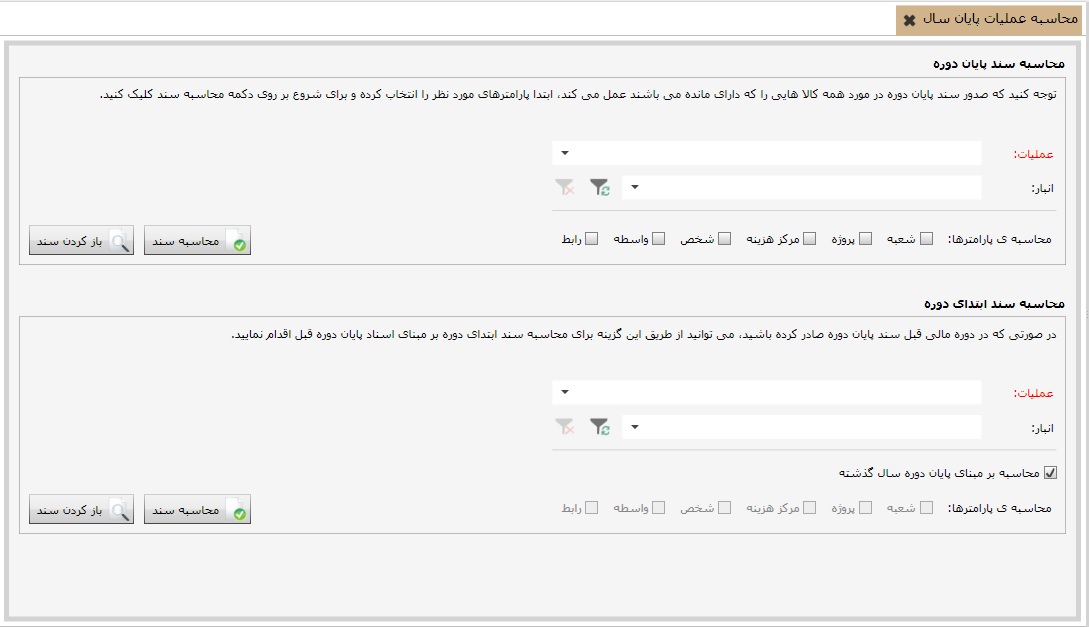 محاسبه عملیات پایان سال
محاسبه سند پایان دوره
توجه کنید که صدور سند پایان دوره در مورد همه کالا هایی را که دارای مانده می باشند عمل می کند، ابتدا پارامترهای مورد نظر را انتخاب کرده و برای شروع بر روی دکمه محاسبه سند کلیک کنید.
عملیات:
انبار:
محاسبه ی پارامترها: شعبه پروژه مرکز هزینه شخص واسطه رابط محاسبه سند باز کردن سند
محاسبه سند ابتدای دوره
در صورتی که در دوره مالی قبل سند پایان دوره صادر کرده باشید، می توانید از طریق این گزینه برای محاسبه سند ابتدای دوره بر مبنای اسناد پایان دوره قبل اقدام نمایید.
عملیات:
انبار:
محاسبه بر مبنای پایان دوره سال گذشته
محاسبه ی پارامترها: شعبه پروژه مرکز هزینه شخص واسطه رابط محاسبه سند باز کردن سند